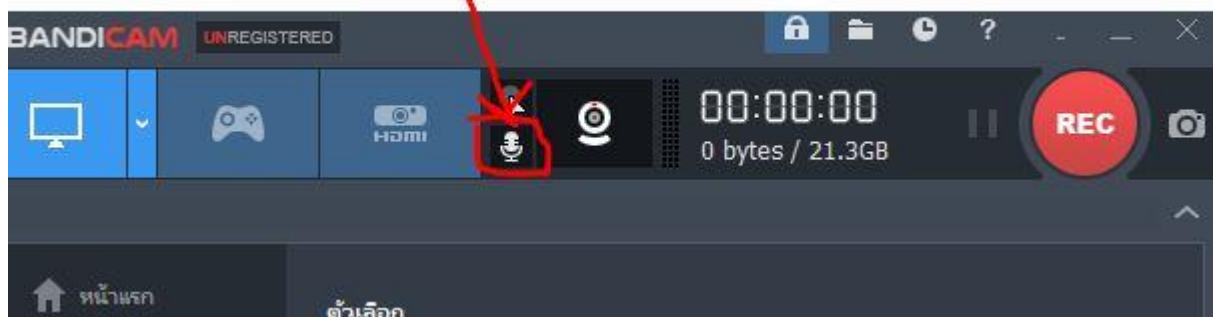 BANDICAM UNREGISTERED ?
HDMI
00:00:00
0 bytes / 21.3GB
REC
หน้าแรก
ตัวเลือก